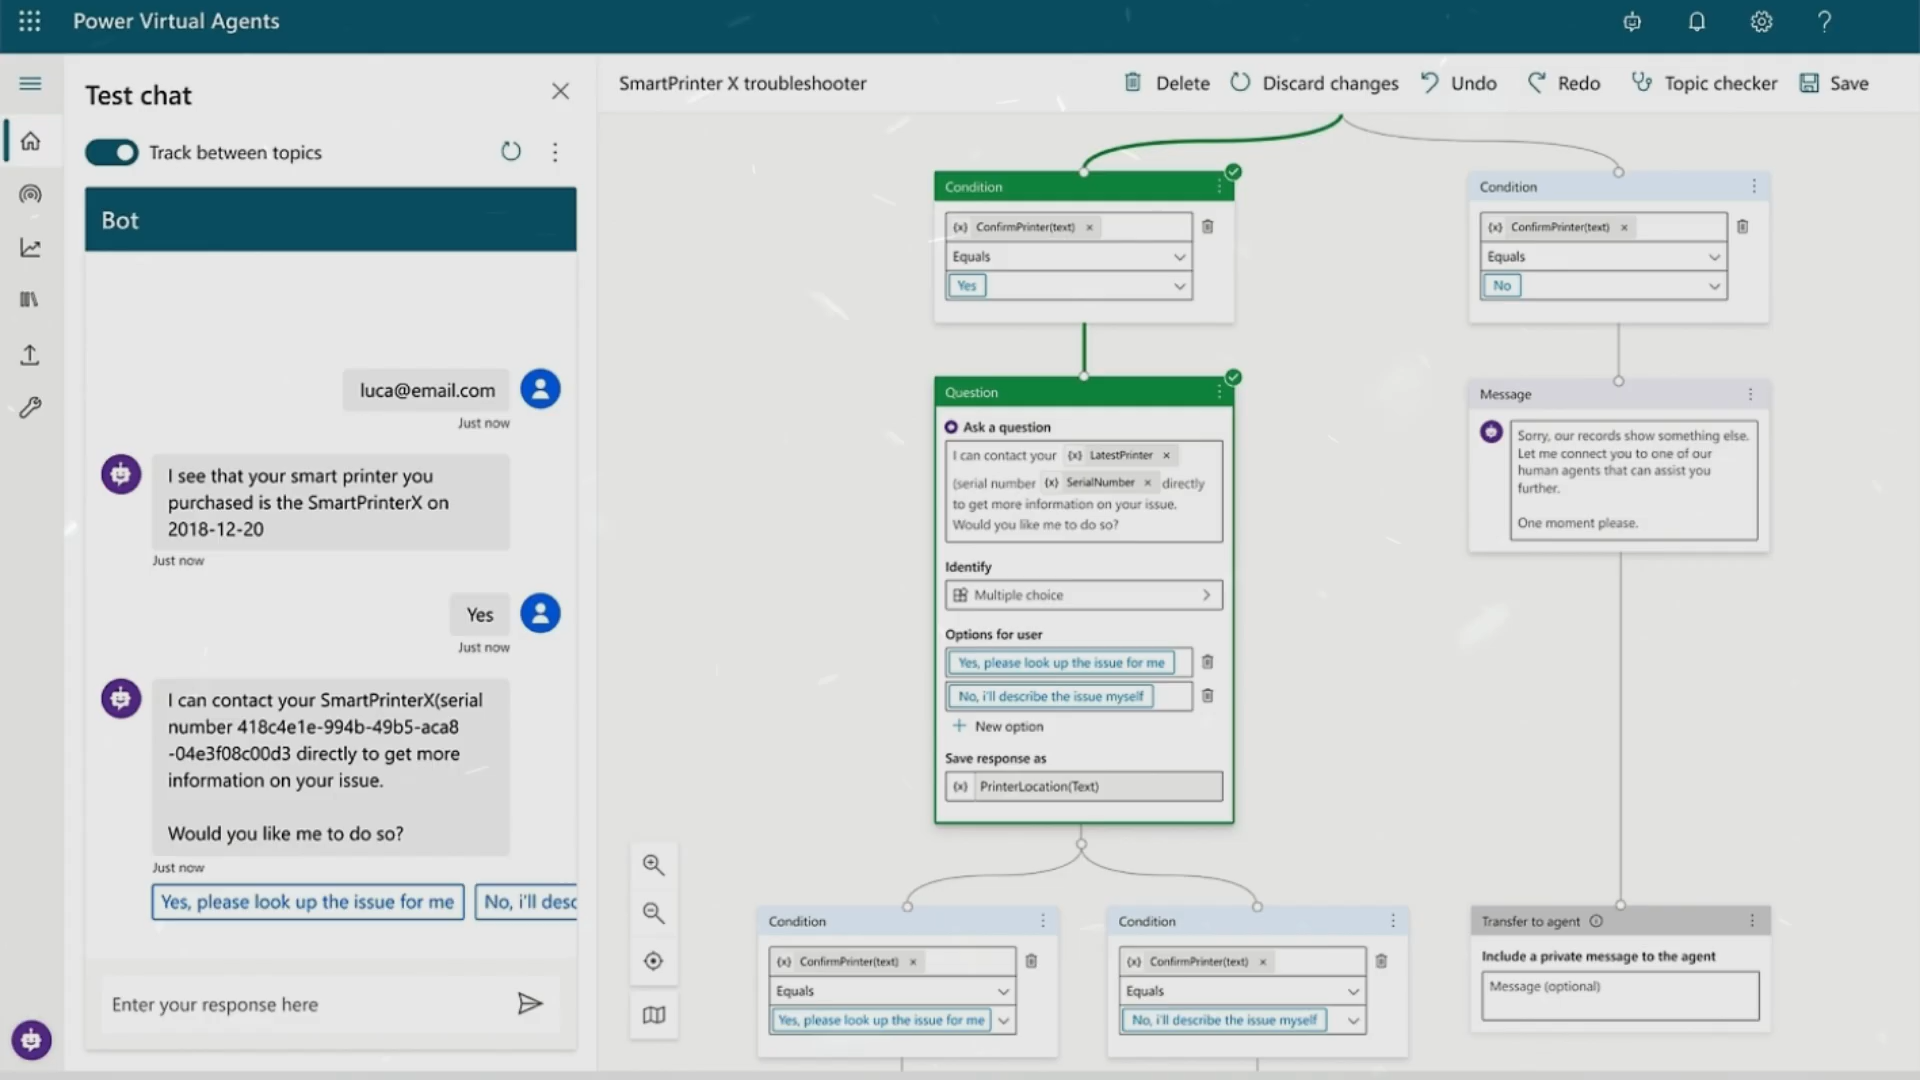 Power Virtual Agents
?
Test chat
Track between topics
Bot
luca@email.com
Just now
I see that your smart printer you
purchased is the SmartPrinterX on
2018-12-20
Just now
Yes
Just now
I can contact your SmartPrinterX(serial
number 418c4e1e-994b-49b5-aca8
-04e3f08c00d3 directly to get more
information on your issue.
Would you like me to do so?
Just now
Yes, please look up the issue for me
No, i'll desc
Enter your response here
SmartPrinter X troubleshooter
Delete
Discard changes
Undo
Redo
Topic checker
Save
Condition
{x} ConfirmPrinter(text) ×
Equals
Yes
Condition
{x} ConfirmPrinter(text) ×
Equals
No
Question
Ask a question
I can contact your {x} LatestPrinter ×
(serial number {x} SerialNumber × directly
to get more information on your issue.
Would you like me to do so?
Identify
Multiple choice
Options for user
Yes, please look up the issue for me
No, i'll describe the issue myself
+ New option
Save response as
{x} PrinterLocation(Text)
Message
Sorry, our records show something else.
Let me connect you to one of our
human agents that can assist you
further.
One moment please.
Condition
{x} ConfirmPrinter(text) ×
Equals
Yes, please look up the issue for me
Condition
{x} ConfirmPrinter(text) ×
Equals
No, i'll describe the issue myself
Transfer to agent
Include a private message to the agent
Message (optional)